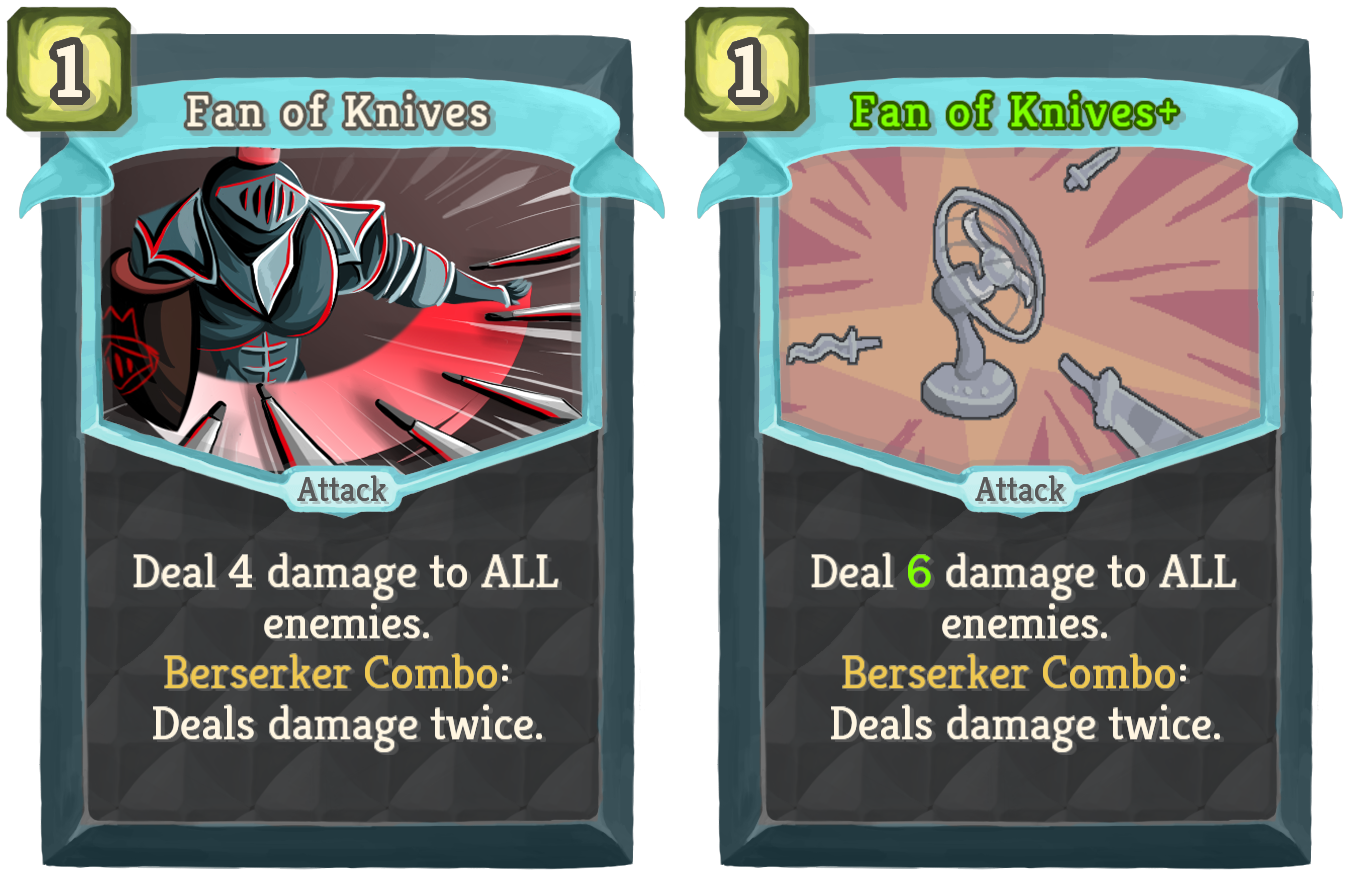 1
Fan of Knives
Attack
Deal 4 damage to ALL
enemies.
Berserker Combo:
Deals damage twice.
1
Fan of Knives+
Attack
Deal 6 damage to ALL
enemies.
Berserker Combo:
Deals damage twice.